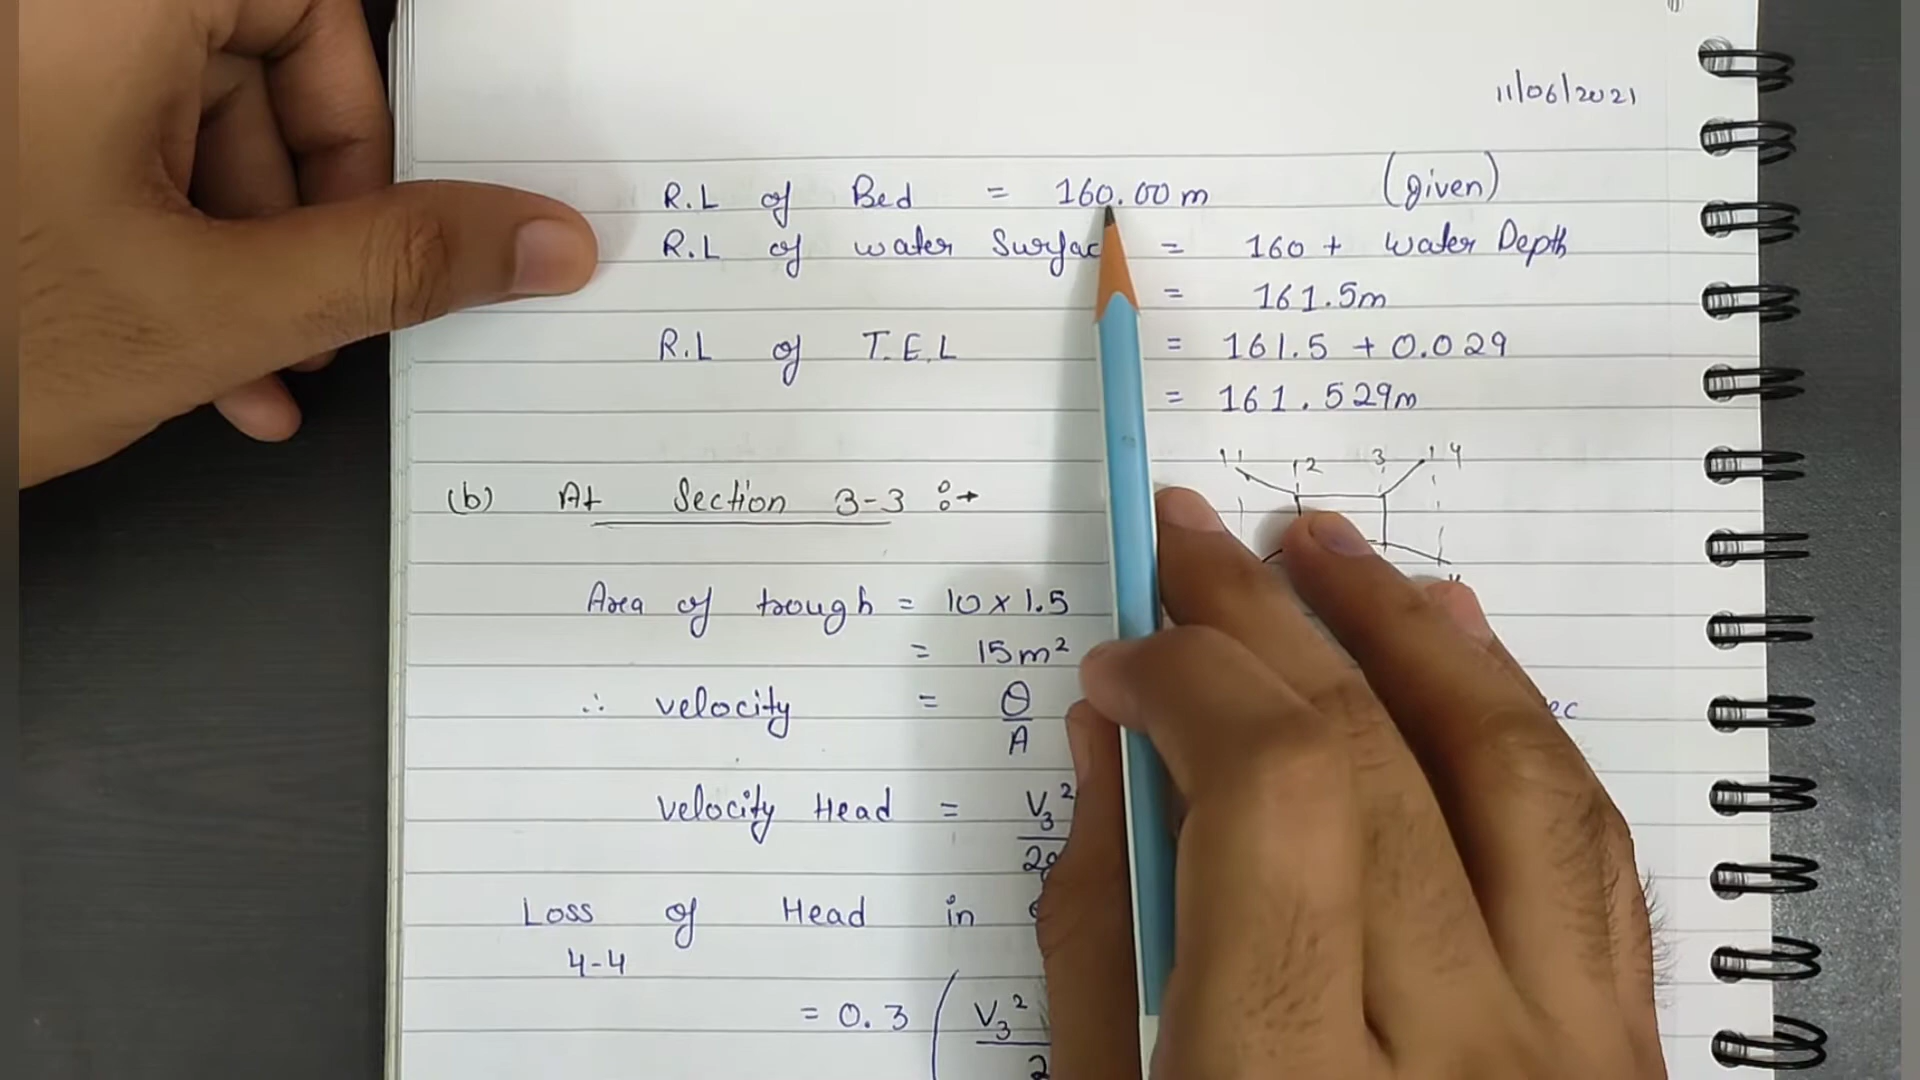 11/06/2021
R.L of Bed = 160.00 m (given)
R.L of water Surfac = 160 + water Depth
= 161.5m
R.L of T.E.L = 161.5 + 0.029
= 161.529m
1 2 3 4
(b) At Section 3-3
Area of trough = 10 x 1.5
= 15m²
∴ velocity = Q/A
velocity Head = V₃²/2g
Loss of Head in
4-4
= 0.3 ( V₃²/2